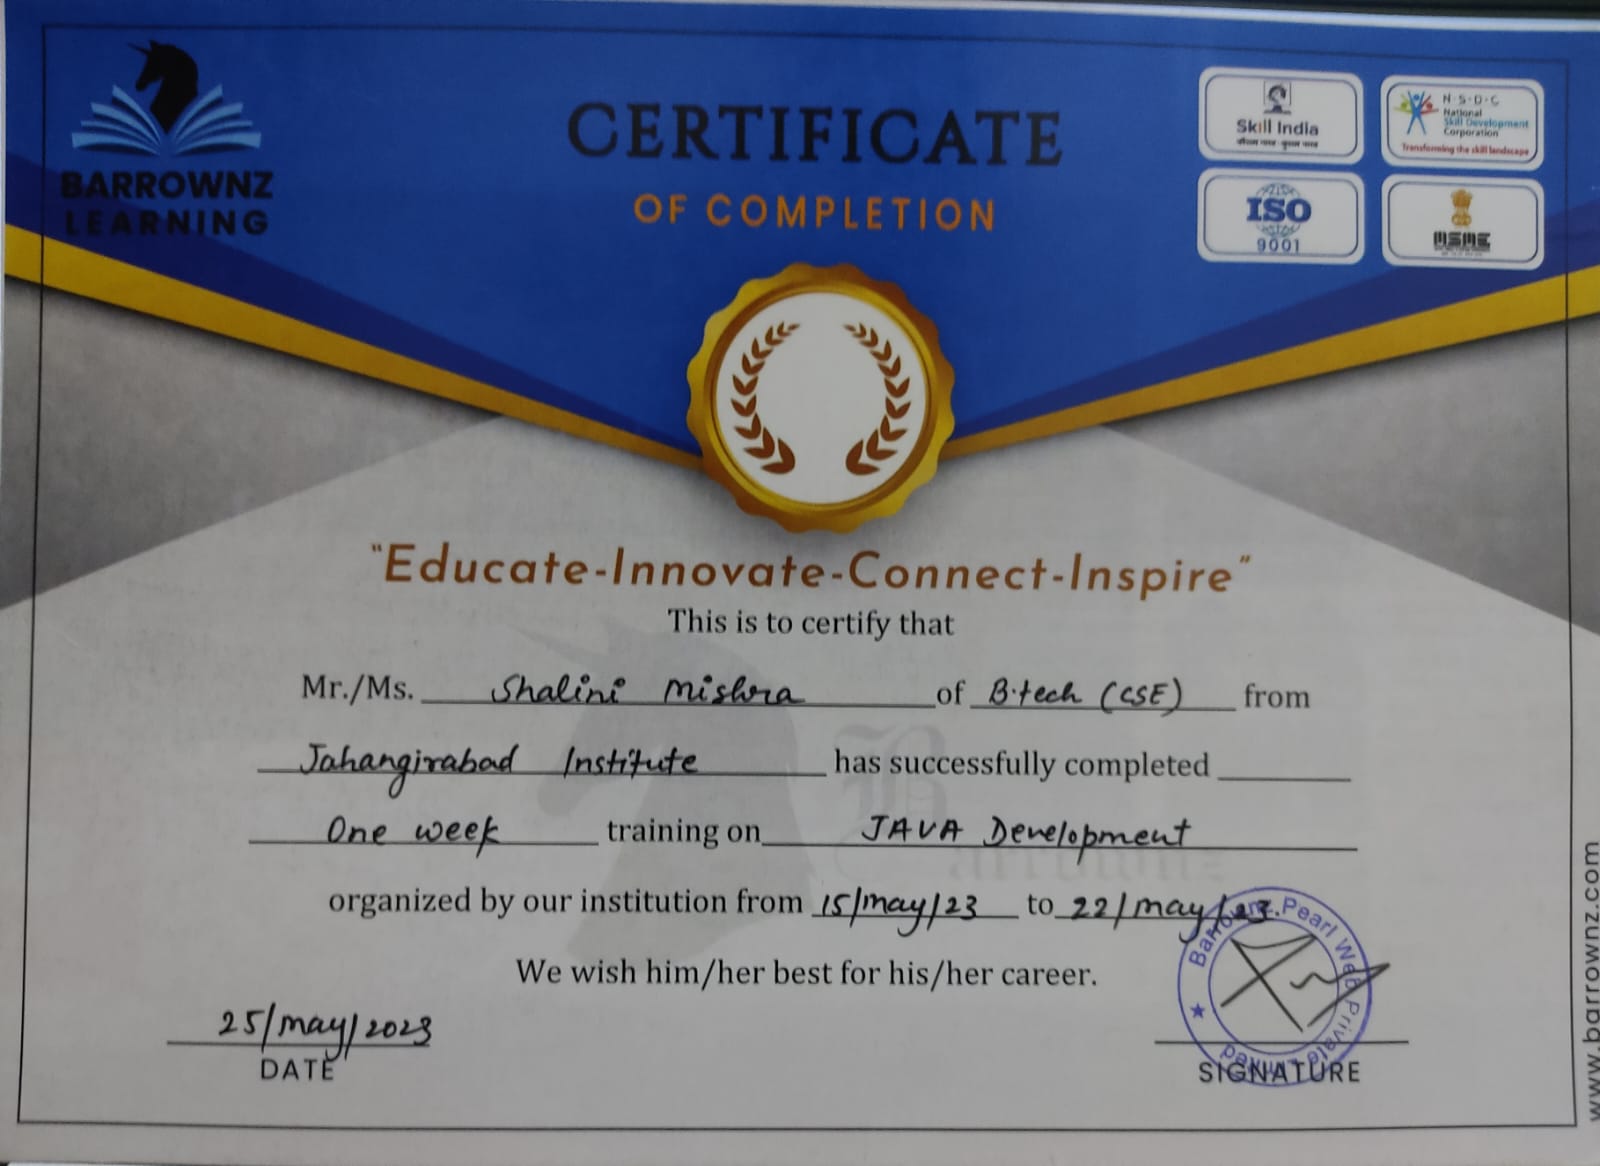 BARROWNZ
LEARNING
CERTIFICATE
OF COMPLETION
Skill India
N·S·D·C
National
Skill Development
Corporation
Transforming the skill landscape
ISO
9001
MSME
"Educate-Innovate-Connect-Inspire"
This is to certify that
Mr./Ms. Shalini Mishra of B.tech (CSE) from
Jahangirabad Institute has successfully completed
One week training on JAVA Development
organized by our institution from 15/may/23 to 22/may/23.
We wish him/her best for his/her career.
25/may/2023
DATE
Barrownz Pearl Web Private Limited
SIGNATURE
www.barrownz.com